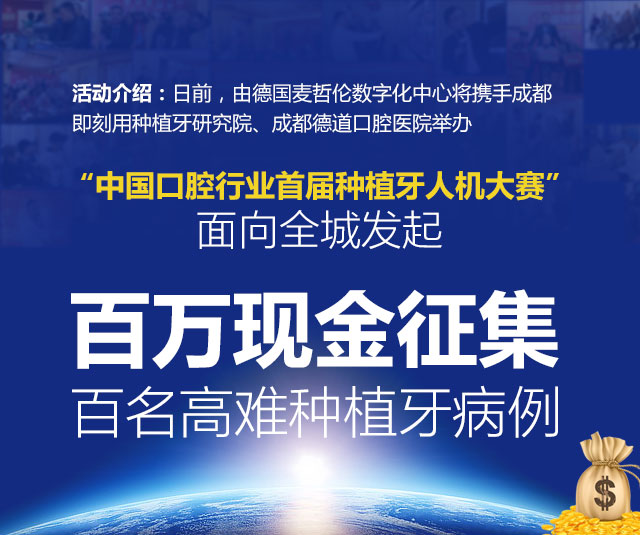 活动介绍：日前，由德国麦哲伦数字化中心将携手成都
即刻用种植牙研究院、成都德道口腔医院举办
“中国口腔行业首届种植牙人机大赛”
面向全城发起
百万现金征集
百名高难种植牙病例
$